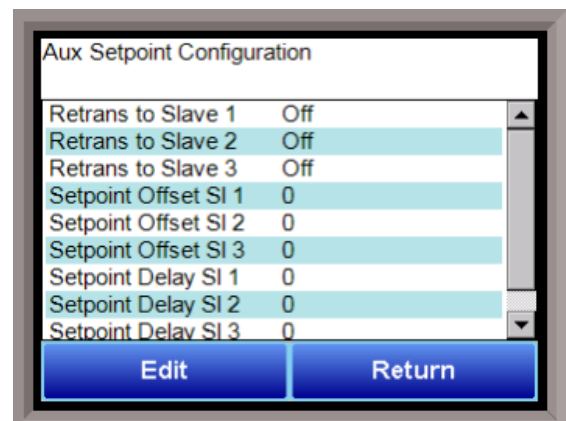 Aux Setpoint Configuration
Retrans to Slave 1 Off
Retrans to Slave 2 Off
Retrans to Slave 3 Off
Setpoint Offset Sl 1 0
Setpoint Offset Sl 2 0
Setpoint Offset Sl 3 0
Setpoint Delay Sl 1 0
Setpoint Delay Sl 2 0
Setpoint Delay Sl 3 0
Edit Return